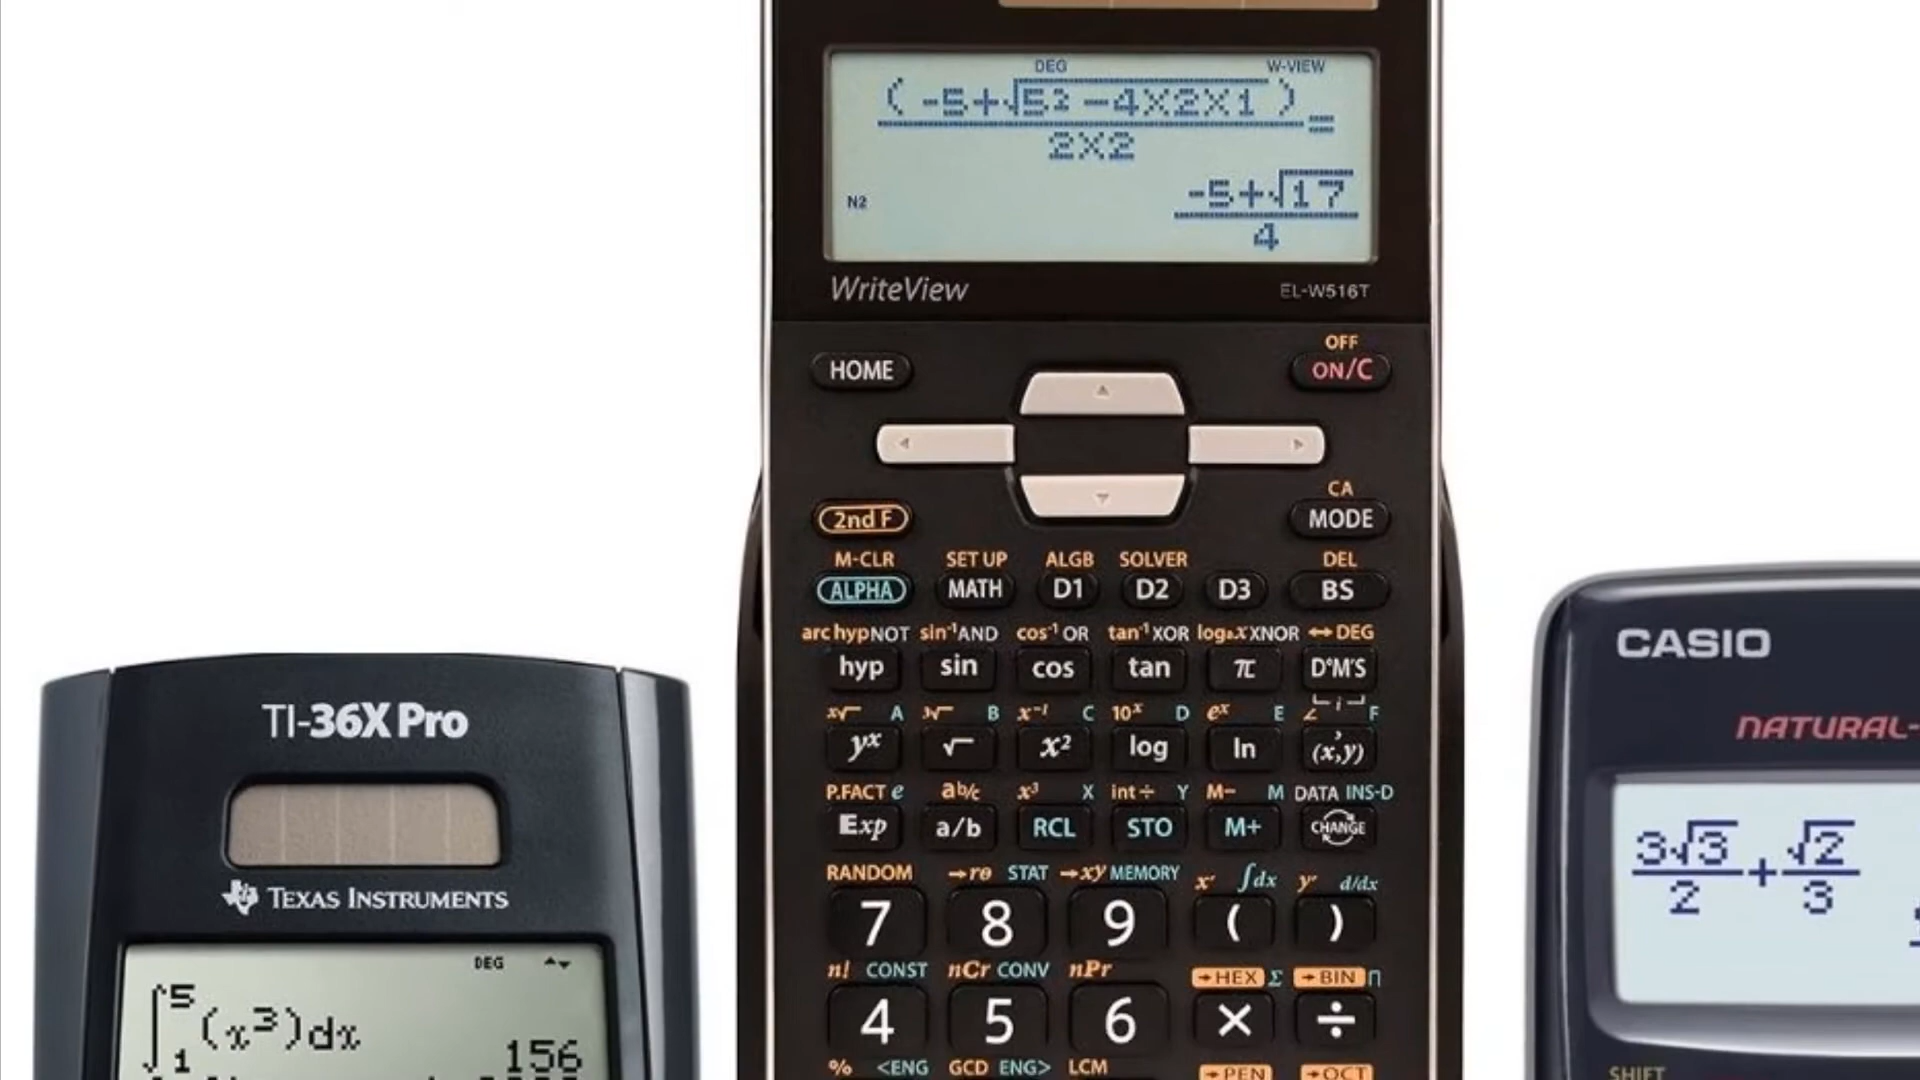 DEG W-VIEW
(-5+√5²-4×2×1)
=
2×2
N2
-5+√17
4
WriteView EL-W516T
OFF
HOME ON/C
CA
2nd F MODE
M-CLR SET UP ALGB SOLVER DEL
ALPHA MATH D1 D2 D3 BS
arc hyp NOT sin⁻¹ AND cos⁻¹ OR tan⁻¹ XOR logₐx XNOR ↔DEG
hyp sin cos tan π D°M'S
ˣ√ A ³√ B x⁻¹ C 10ˣ D eˣ E ∠ i F
yˣ √ x² log ln (x,y)
P.FACT e ab/c x³ X int÷ Y M− M DATA INS-D
Exp a/b RCL STO M+ CHANGE
RANDOM →rθ STAT →xy MEMORY x' ∫dx y' d/dx
7 8 9 ( )
n! CONST nCr CONV nPr →HEX Σ →BIN Π
4 5 6 × ÷
% <ENG GCD ENG> LCM →PEN →OCT
TI-36X Pro
TEXAS INSTRUMENTS
DEG
∫₁⁵(x³)dx
156
CASIO
NATURAL-
3√3/2+√2/3
SHIFT